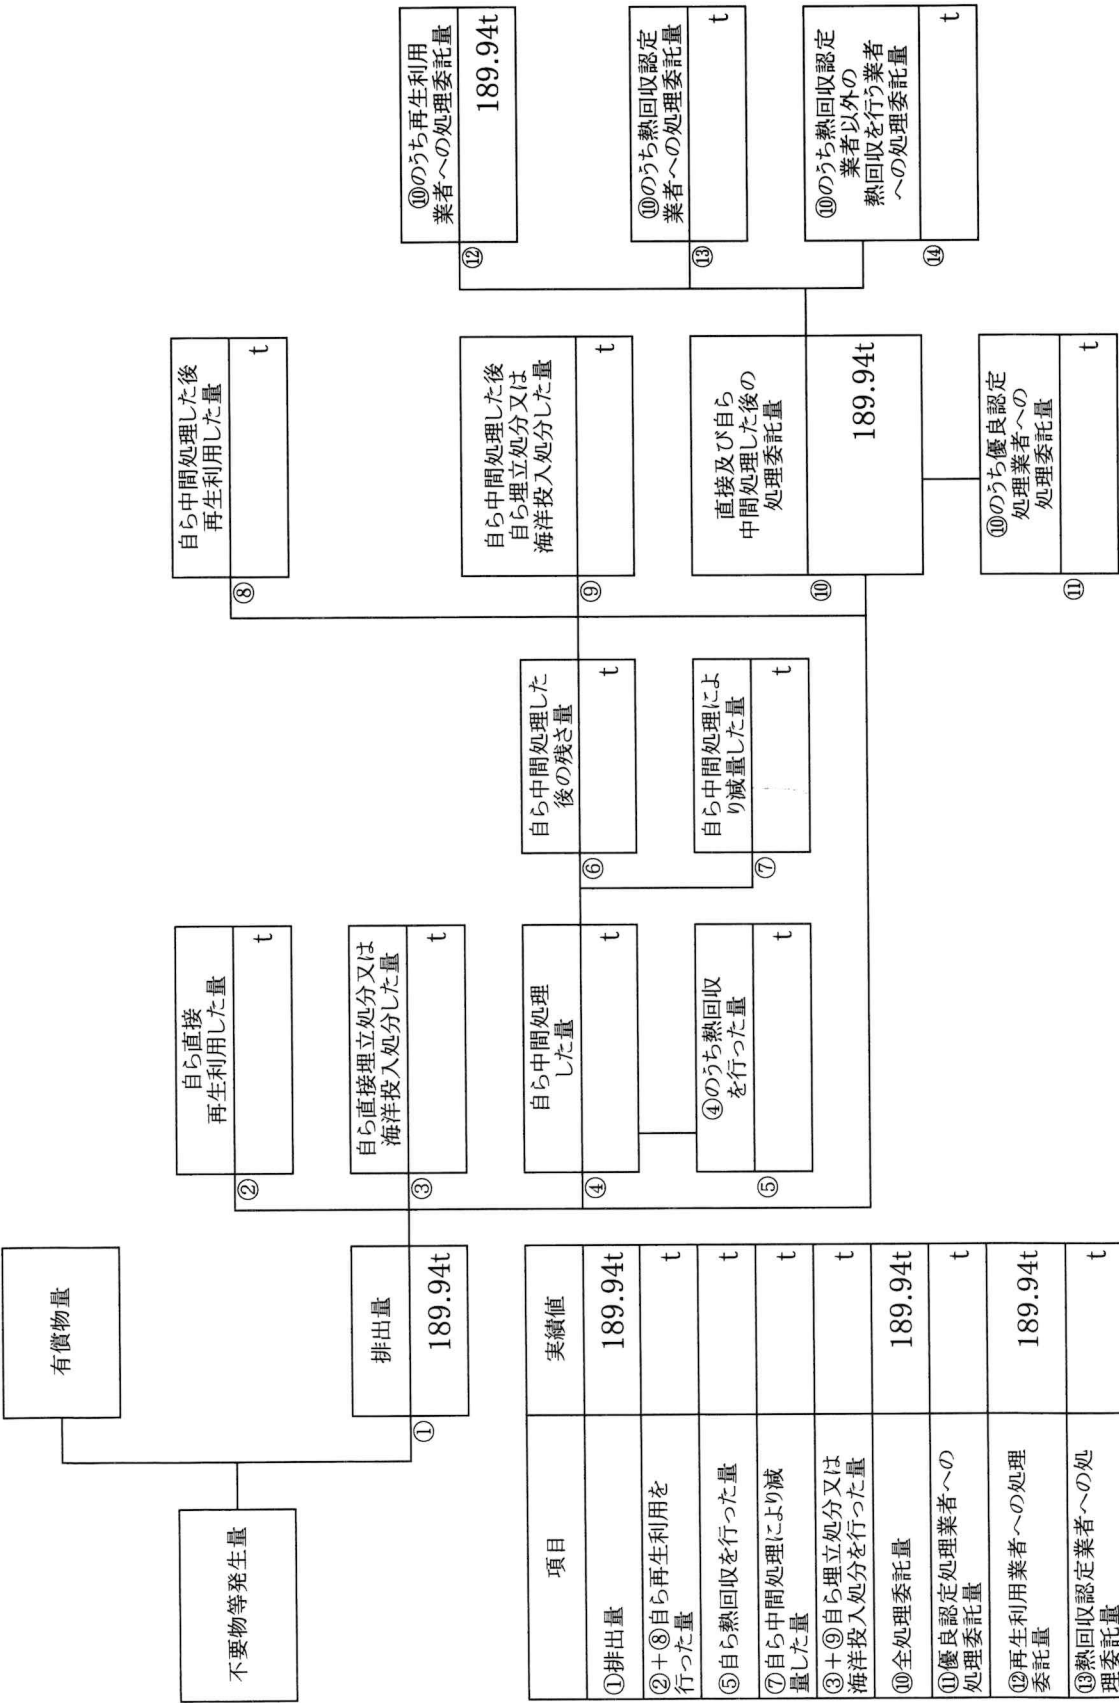 不要物等発生量
有償物量
①
排出量
189.94t
②
自ら直接
再生利用した量
t
③
自ら直接埋立処分又は
海洋投入処分した量
t
④
自ら中間処理
した量
t
⑤
④のうち熱回収
を行った量
t
⑥
自ら中間処理した
後の残さ量
t
⑦
自ら中間処理によ
り減量した量
t
⑧
自ら中間処理した後
再生利用した量
t
⑨
自ら中間処理した後
自ら埋立処分又は
海洋投入処分した量
t
⑩
直接及び自ら
中間処理した後の
処理委託量
189.94t
⑪
⑩のうち優良認定
処理業者への
処理委託量
t
⑫
⑩のうち再生利用
業者への処理委託量
189.94t
⑬
⑩のうち熱回収認定
業者への処理委託量
t
⑭
⑩のうち熱回収認定
業者以外の
熱回収を行う業者
への処理委託量
t
項目 実績値
①排出量 189.94t
②+⑧自ら再生利用を
行った量 t
⑤自ら熱回収を行った量 t
⑦自ら中間処理により減
量した量 t
③+⑨自ら埋立処分又は
海洋投入処分を行った量 t
⑩全処理委託量 189.94t
⑪優良認定処理業者への
処理委託量 t
⑫再生利用業者への処理
委託量 189.94t
⑬熱回収認定業者への処
理委託量 t